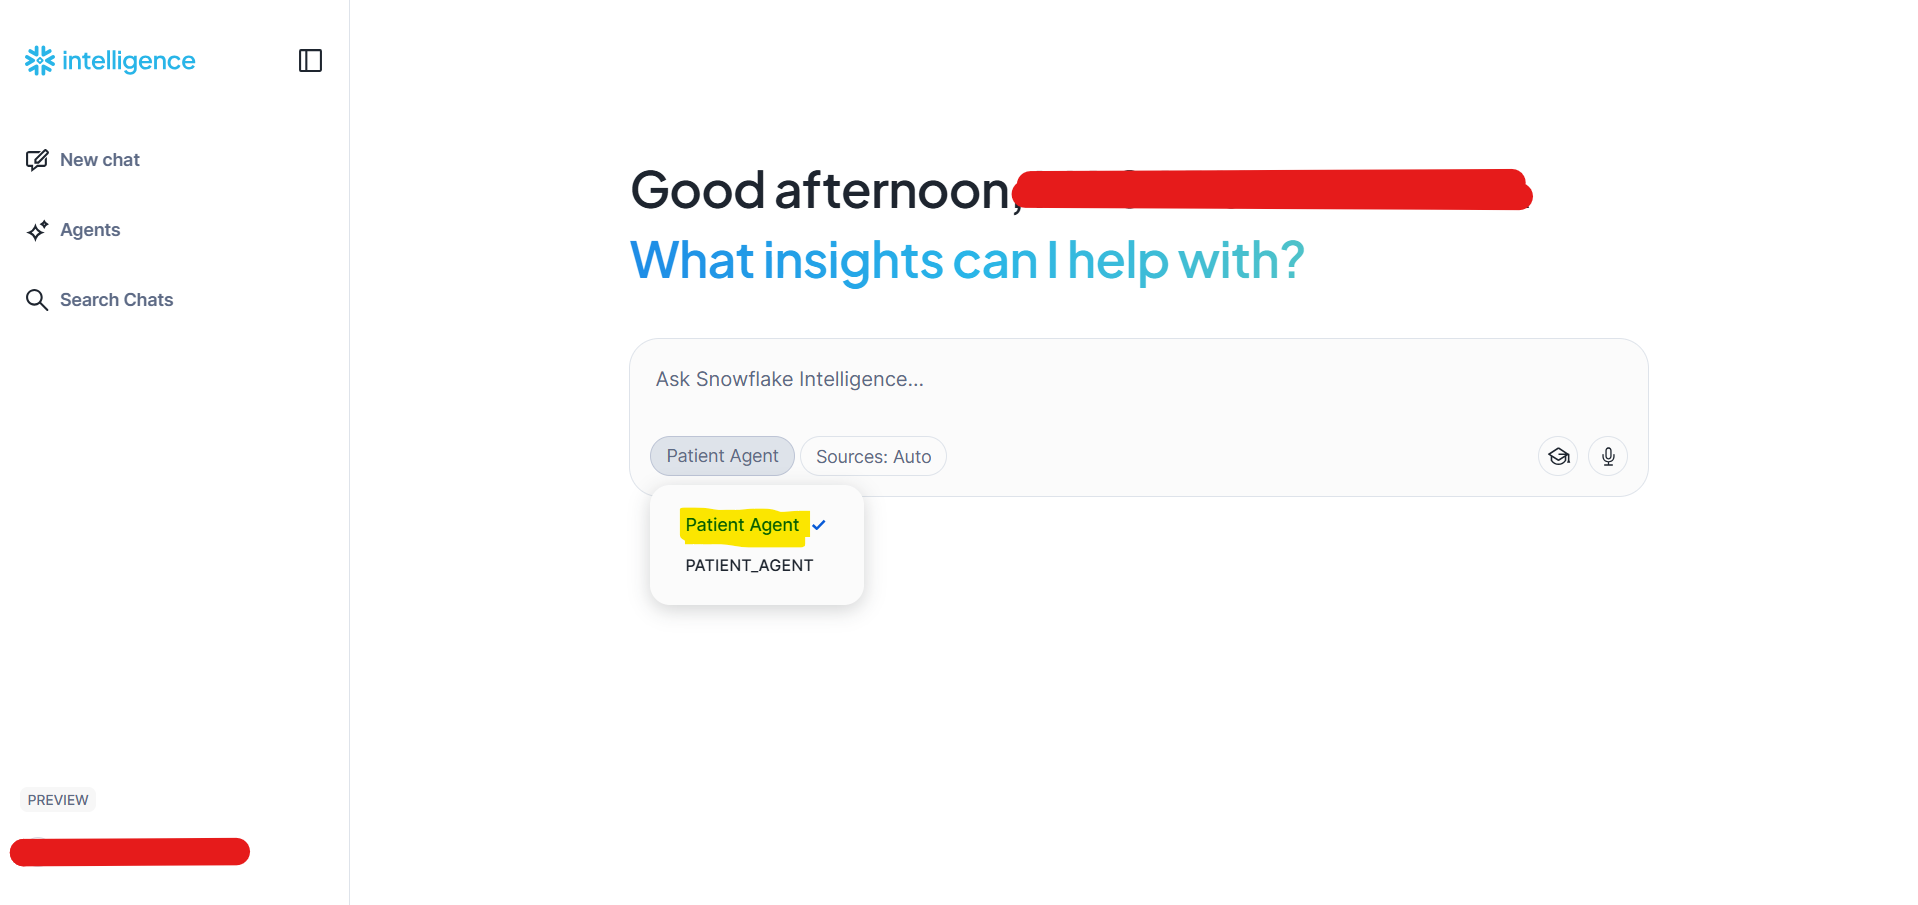 intelligence
New chat
Agents
Search Chats
PREVIEW
Good afternoon,
What insights can I help with?
Ask Snowflake Intelligence...
Patient Agent
Sources: Auto
Patient Agent
PATIENT_AGENT